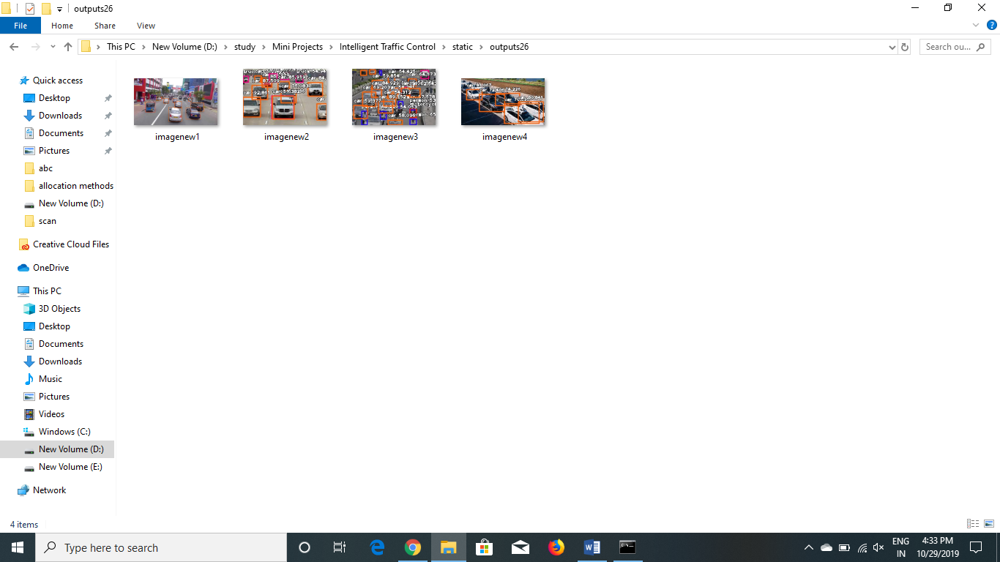 outputs26
File Home Share View
This PC New Volume (D:) study Mini Projects Intelligent Traffic Control static outputs26
Search ou...
Quick access
Desktop
Downloads
Documents
Pictures
abc
allocation methods
New Volume (D:)
scan
Creative Cloud Files
OneDrive
This PC
3D Objects
Desktop
Documents
Downloads
Music
Pictures
Videos
Windows (C:)
New Volume (D:)
New Volume (E:)
Network
imagenew1 imagenew2 imagenew3 imagenew4
4 items
Type here to search
ENG
IN
4:33 PM
10/29/2019